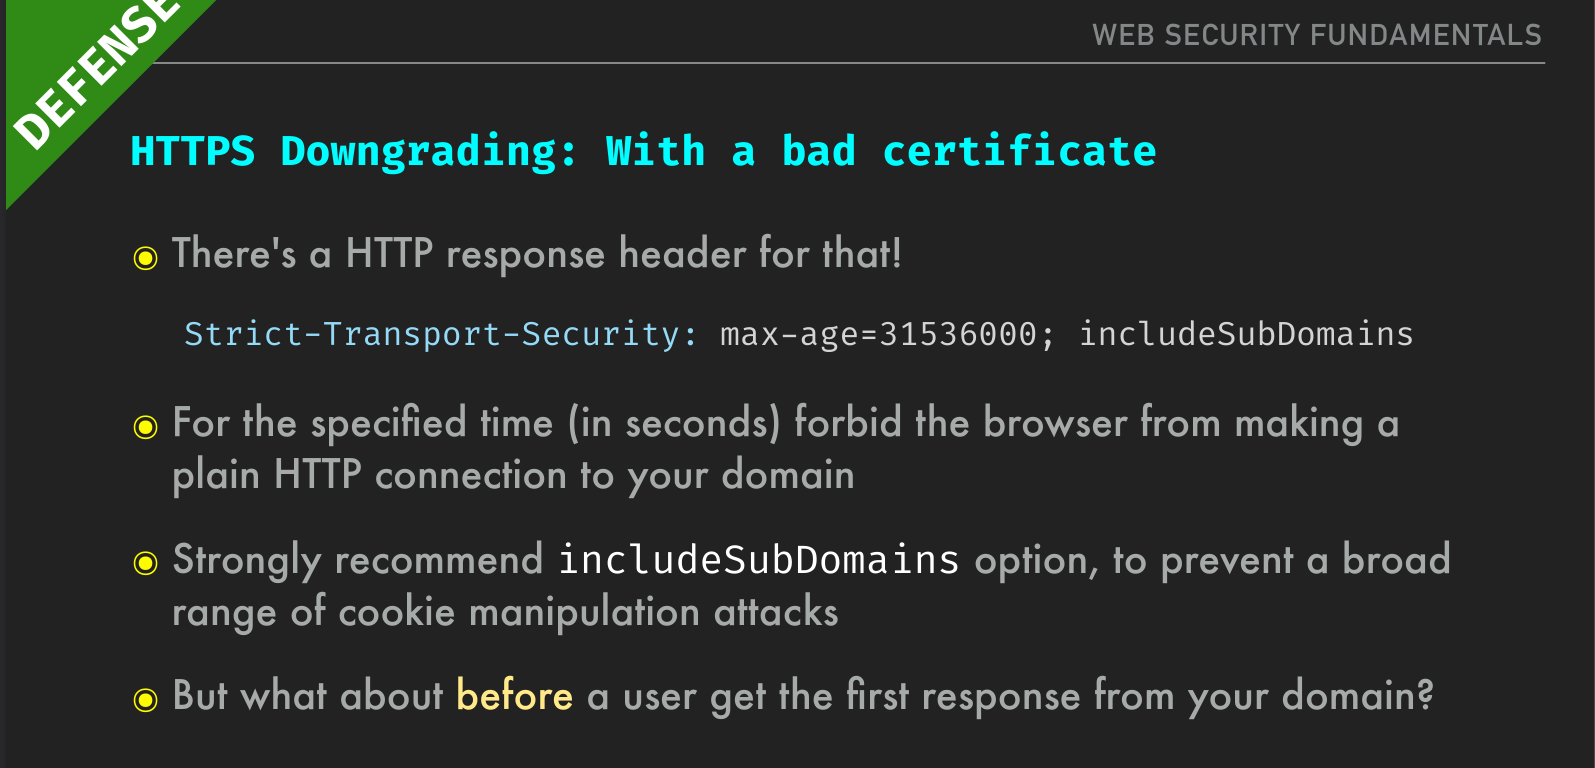 DEFENSE
WEB SECURITY FUNDAMENTALS
HTTPS Downgrading: With a bad certificate
There's a HTTP response header for that!
Strict-Transport-Security: max-age=31536000; includeSubDomains
For the specified time (in seconds) forbid the browser from making a
plain HTTP connection to your domain
Strongly recommend includeSubDomains option, to prevent a broad
range of cookie manipulation attacks
But what about before a user get the first response from your domain?